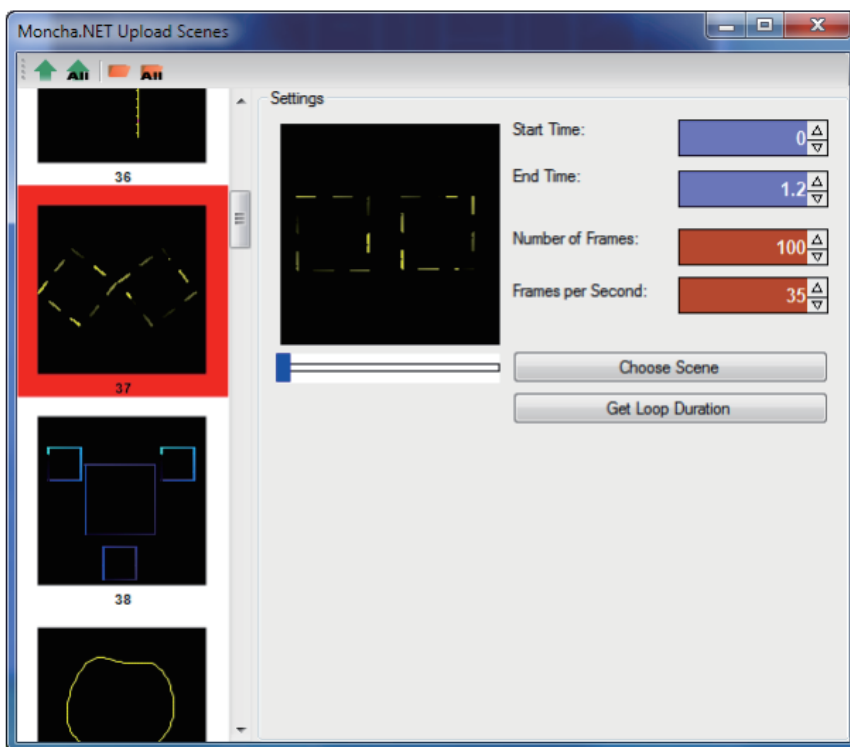 Moncha.NET Upload Scenes
All All
36
37
38
Settings
Start Time: 0
End Time: 1.2
Number of Frames: 100
Frames per Second: 35
Choose Scene
Get Loop Duration